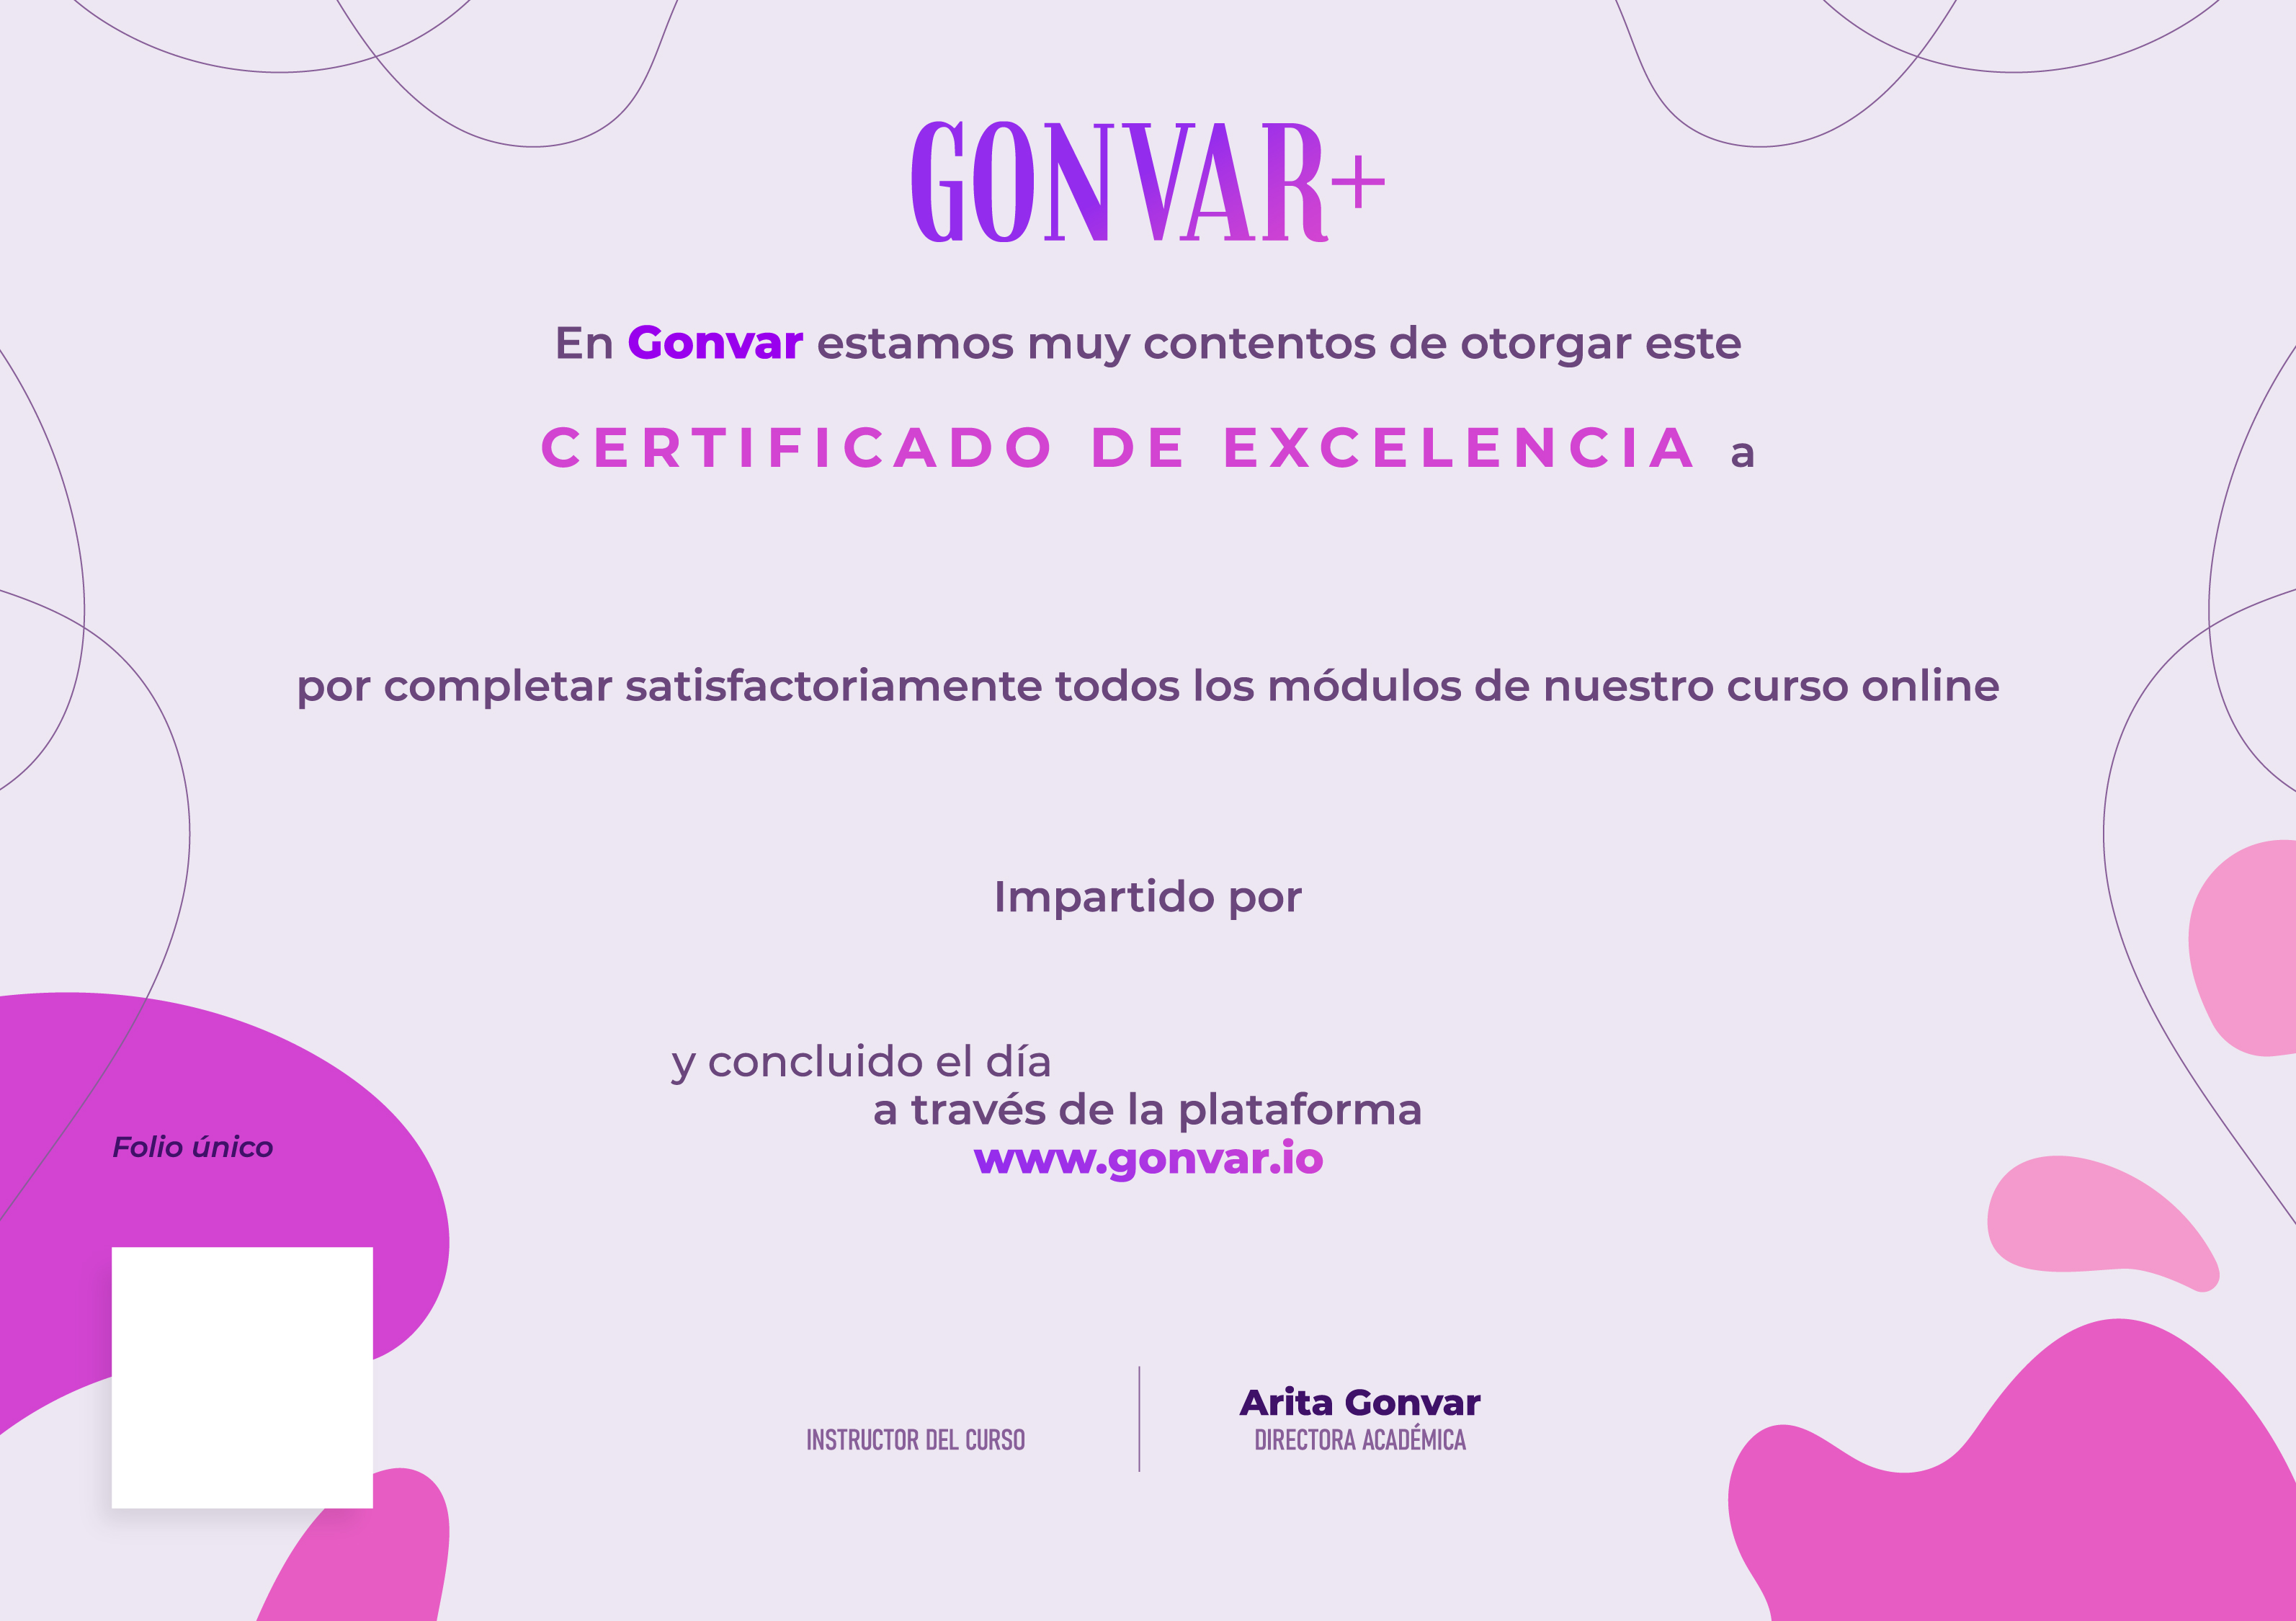 GONVAR+
En Gonvar estamos muy contentos de otorgar este
CERTIFICADO DE EXCELENCIA a
por completar satisfactoriamente todos los módulos de nuestro curso online
Impartido por
y concluido el día
a través de la plataforma
www.gonvar.io
Folio único
INSTRUCTOR DEL CURSO
Arita Gonvar
DIRECTORA ACADÉMICA